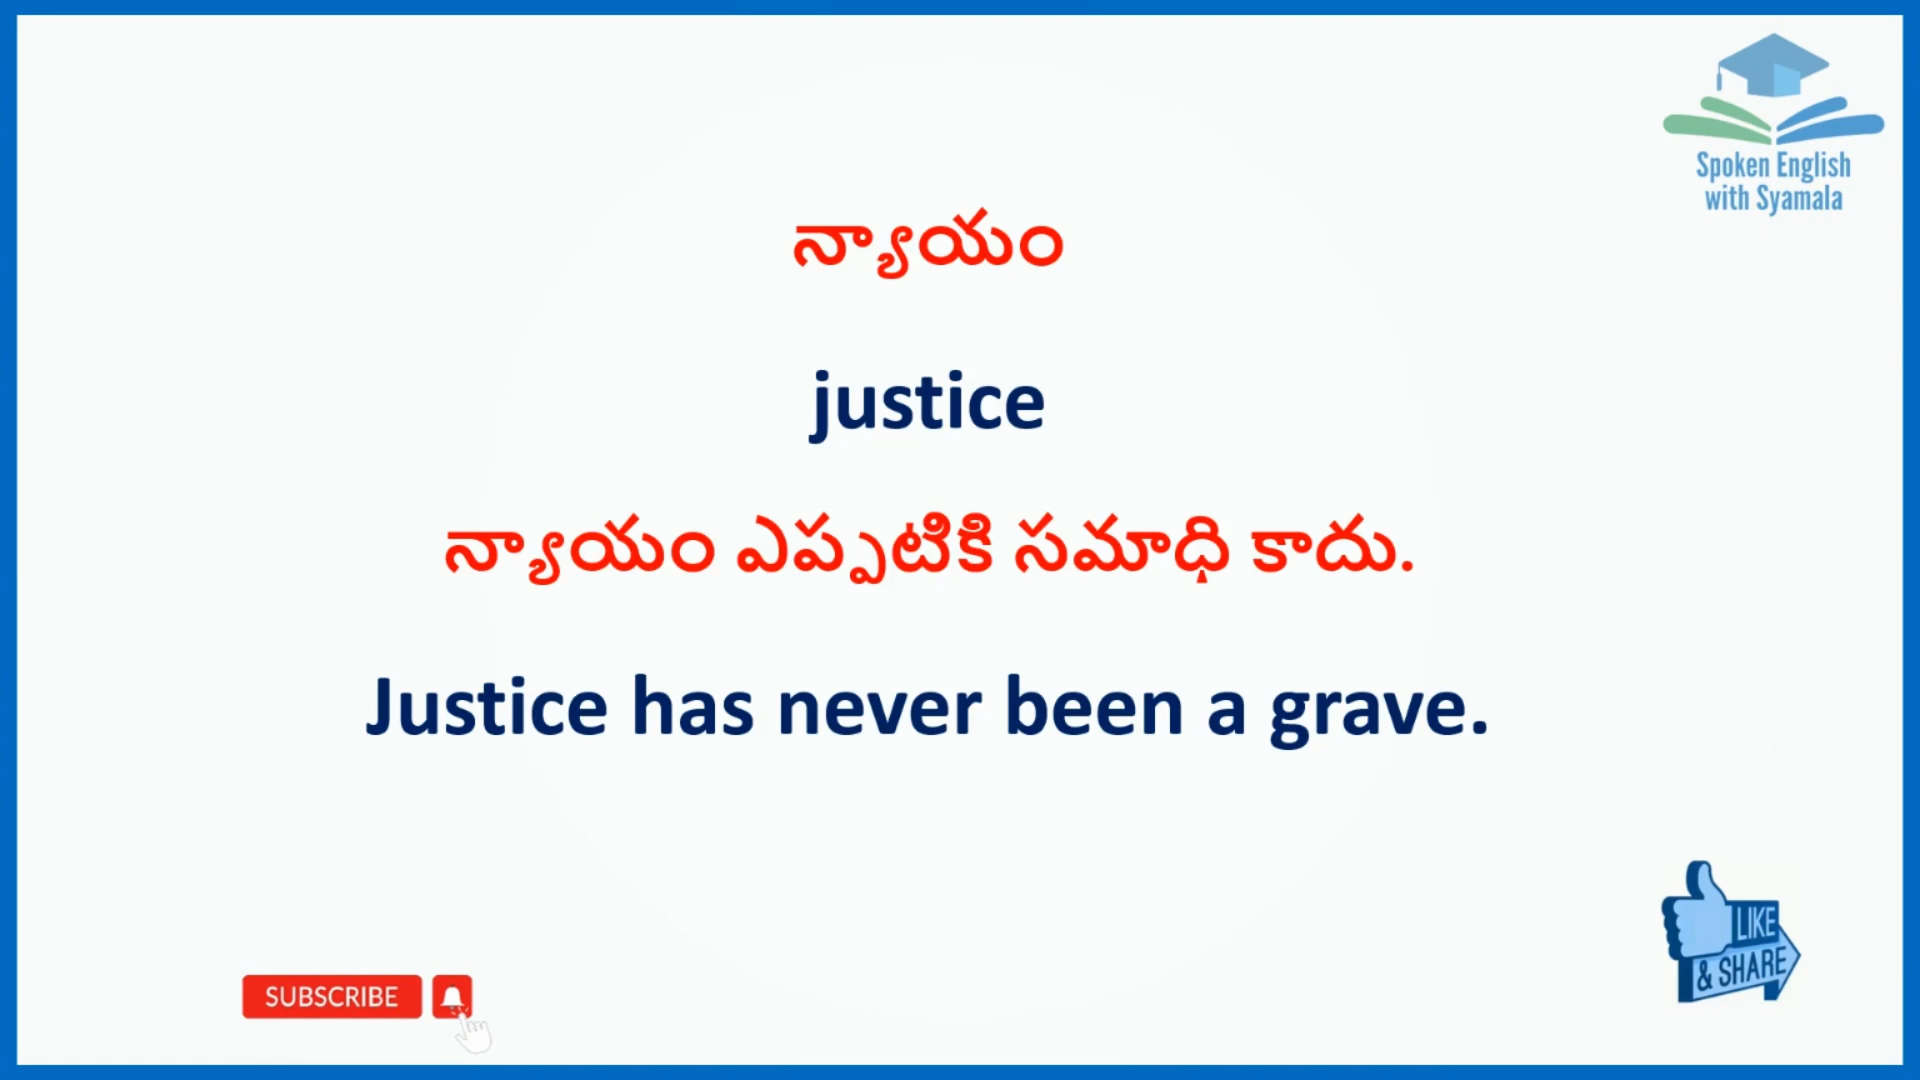 Spoken English
with Syamala
న్యాయం
justice
న్యాయం ఎప్పటికి సమాధి కాదు.
Justice has never been a grave.
LIKE
& SHARE
SUBSCRIBE